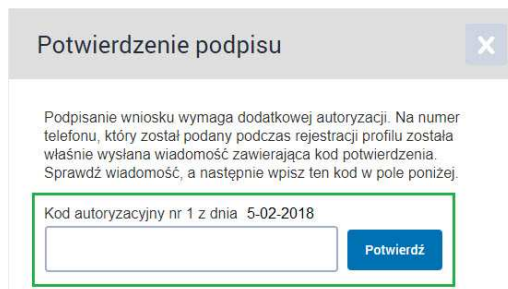 Potwierdzenie podpisu
Podpisanie wniosku wymaga dodatkowej autoryzacji. Na numer
telefonu, który został podany podczas rejestracji profilu została
właśnie wysłana wiadomość zawierająca kod potwierdzenia.
Sprawdź wiadomość, a następnie wpisz ten kod w pole poniżej.
Kod autoryzacyjny nr 1 z dnia 5-02-2018
Potwierdź